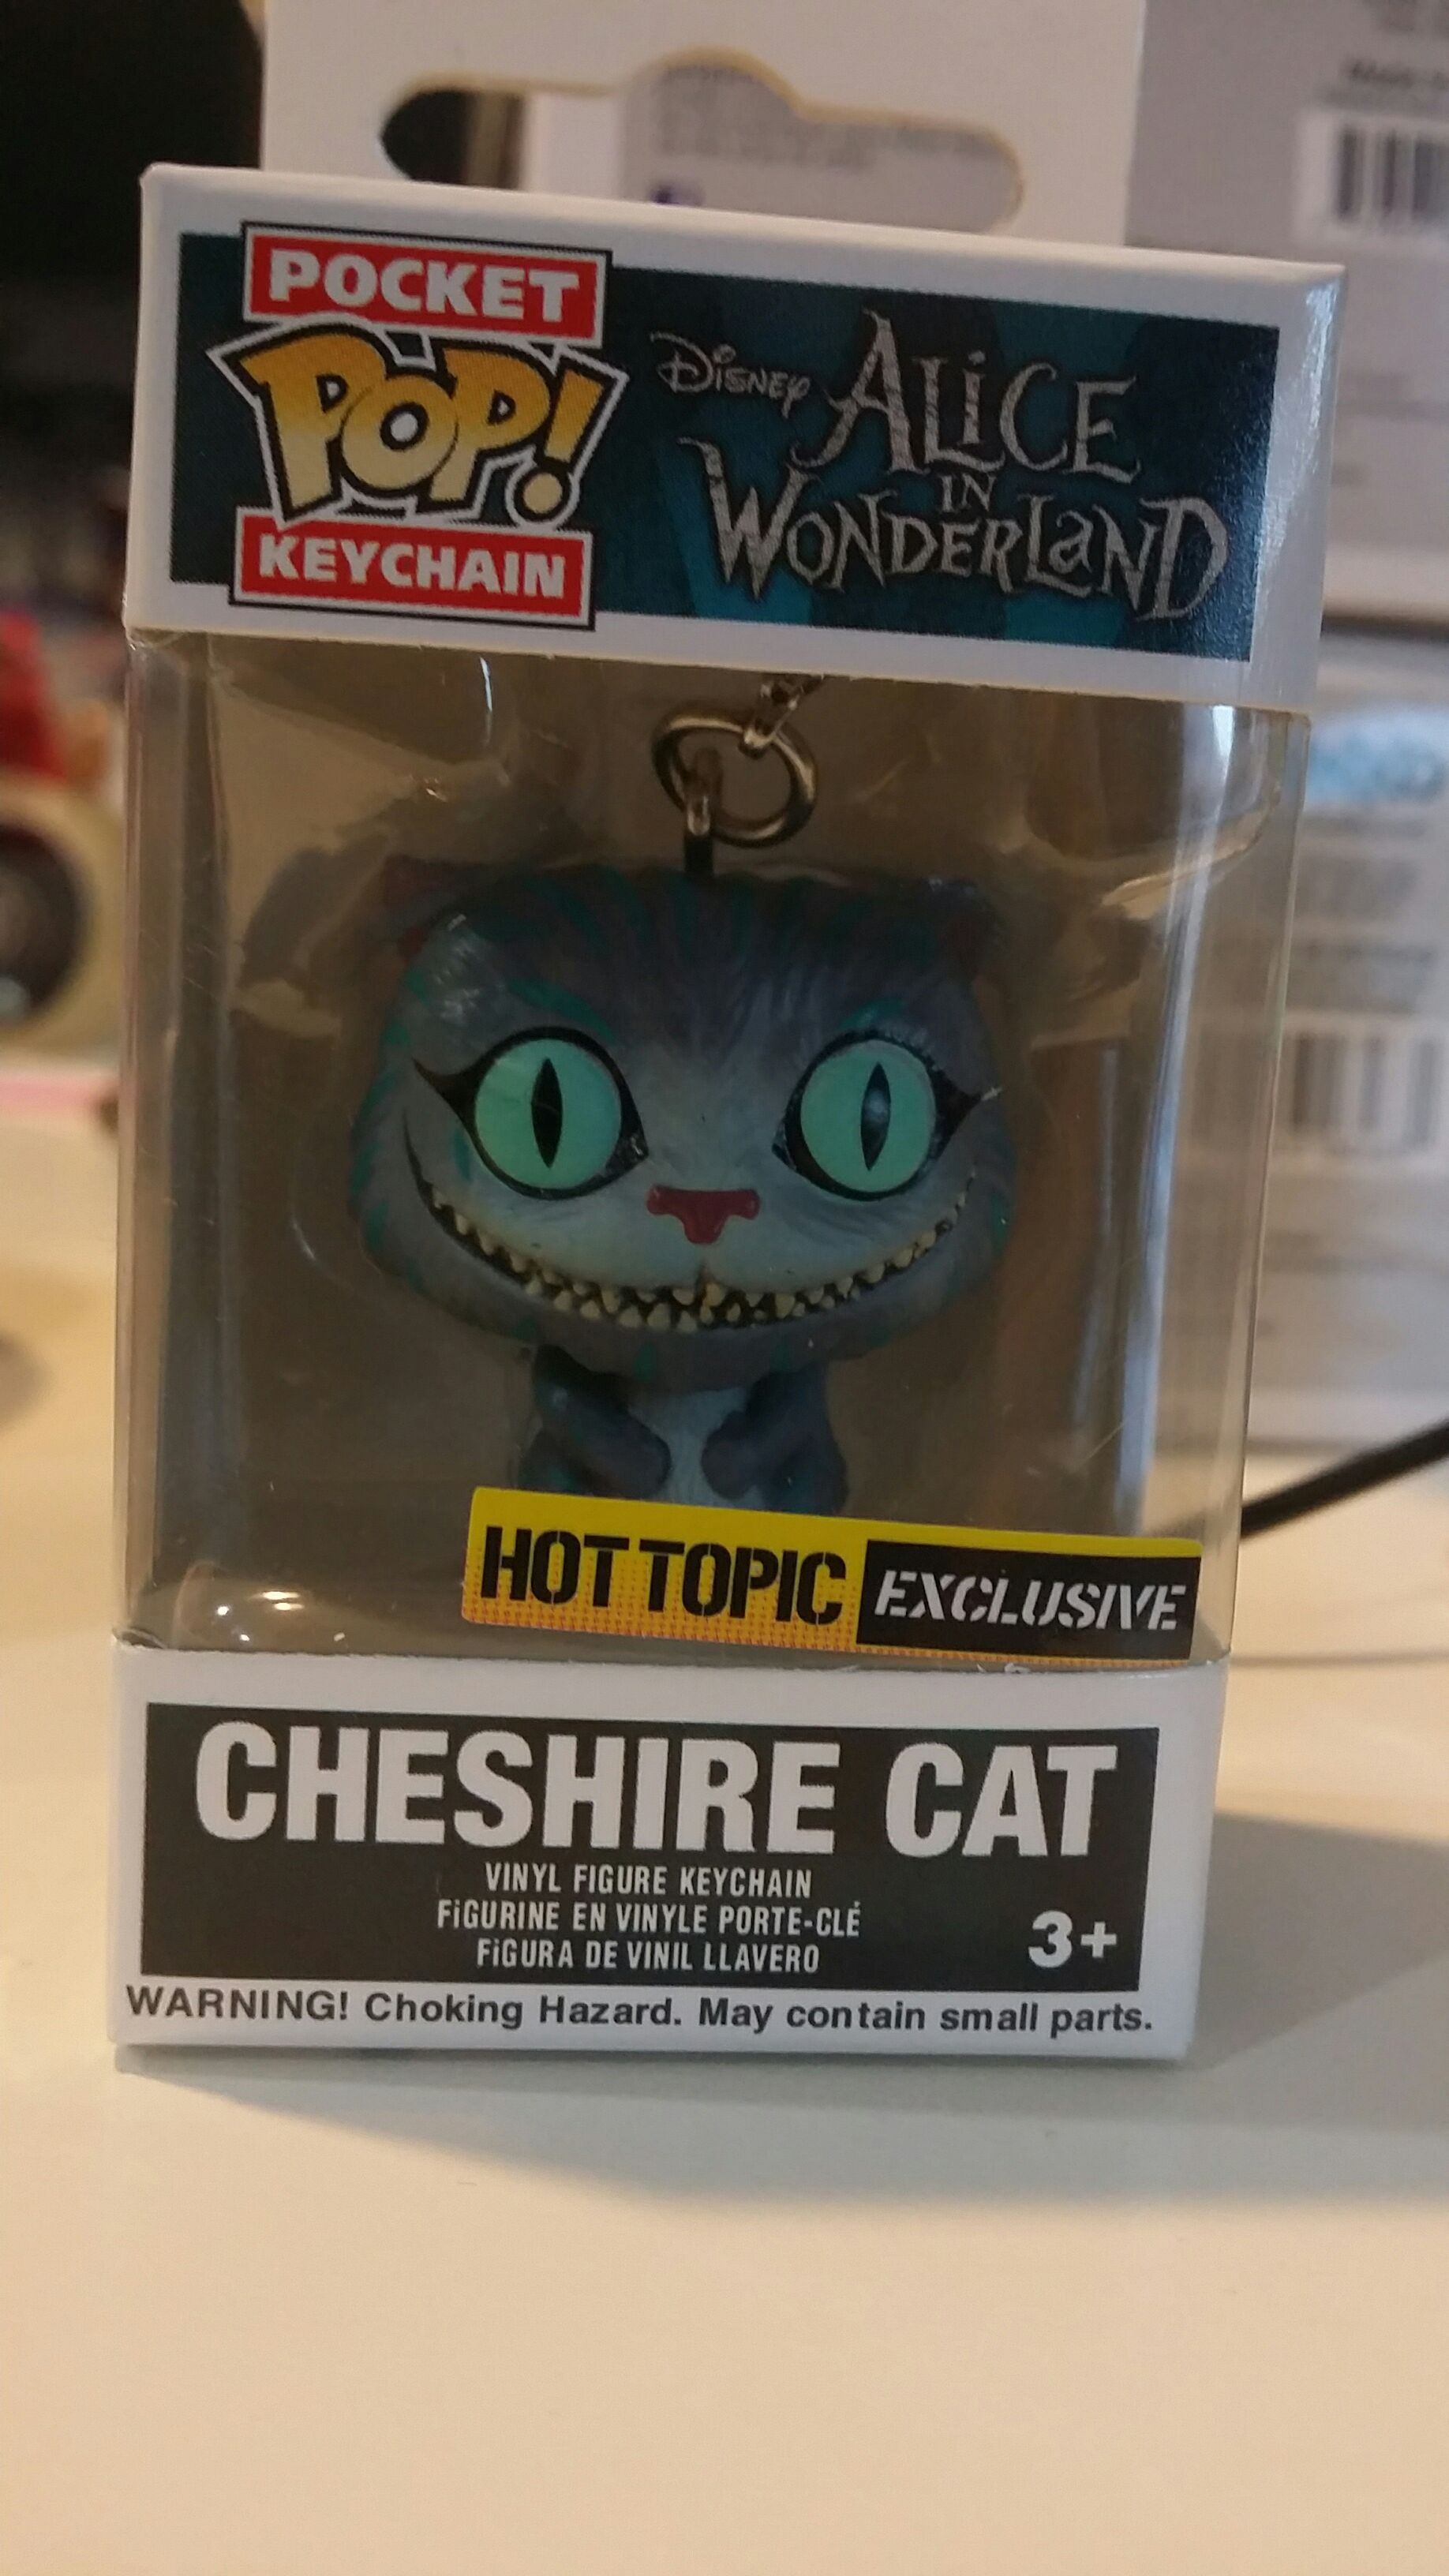 POCKET
POP!
KEYCHAIN
Disney ALiCE
IN
WONDERLaND
HOT TOPIC EXCLUSIVE
CHESHIRE CAT
VINYL FIGURE KEYCHAIN
FiGURINE EN VINYLE PORTE-CLÉ
FiGURA DE VINIL LLAVERO
3+
WARNING! Choking Hazard. May contain small parts.